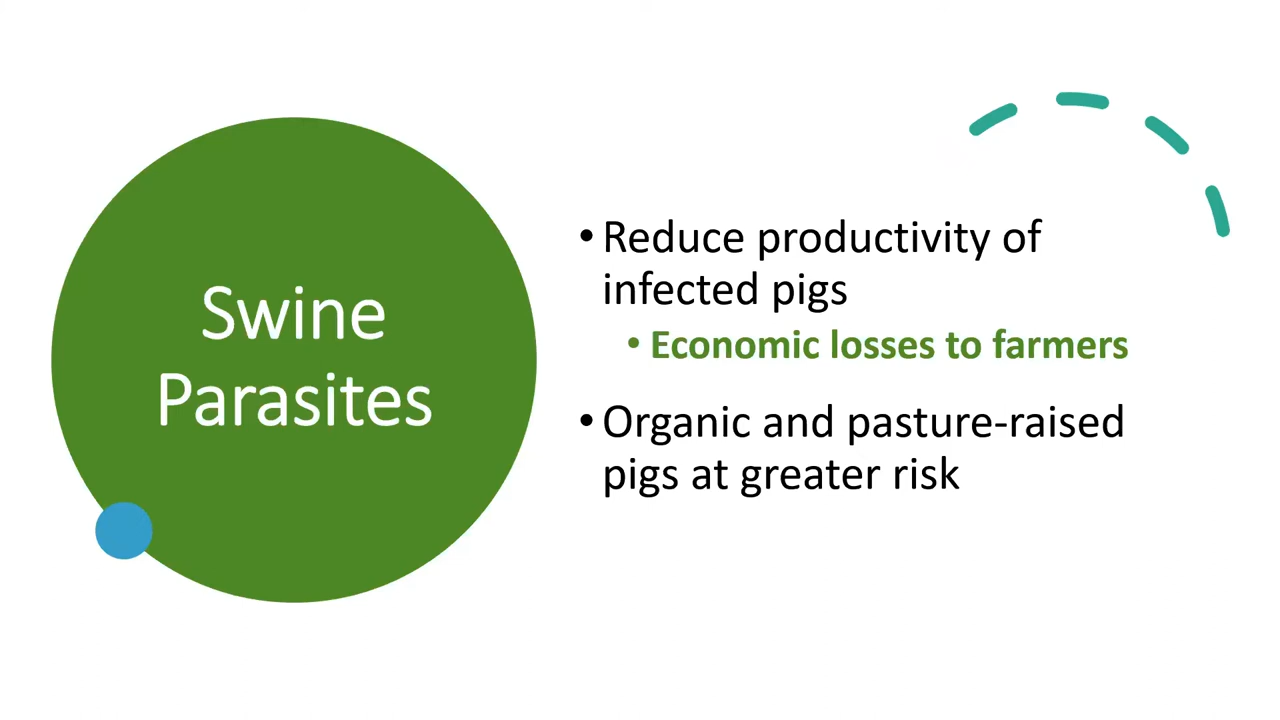 Swine
Parasites
• Reduce productivity of
infected pigs
• Economic losses to farmers
• Organic and pasture-raised
pigs at greater risk